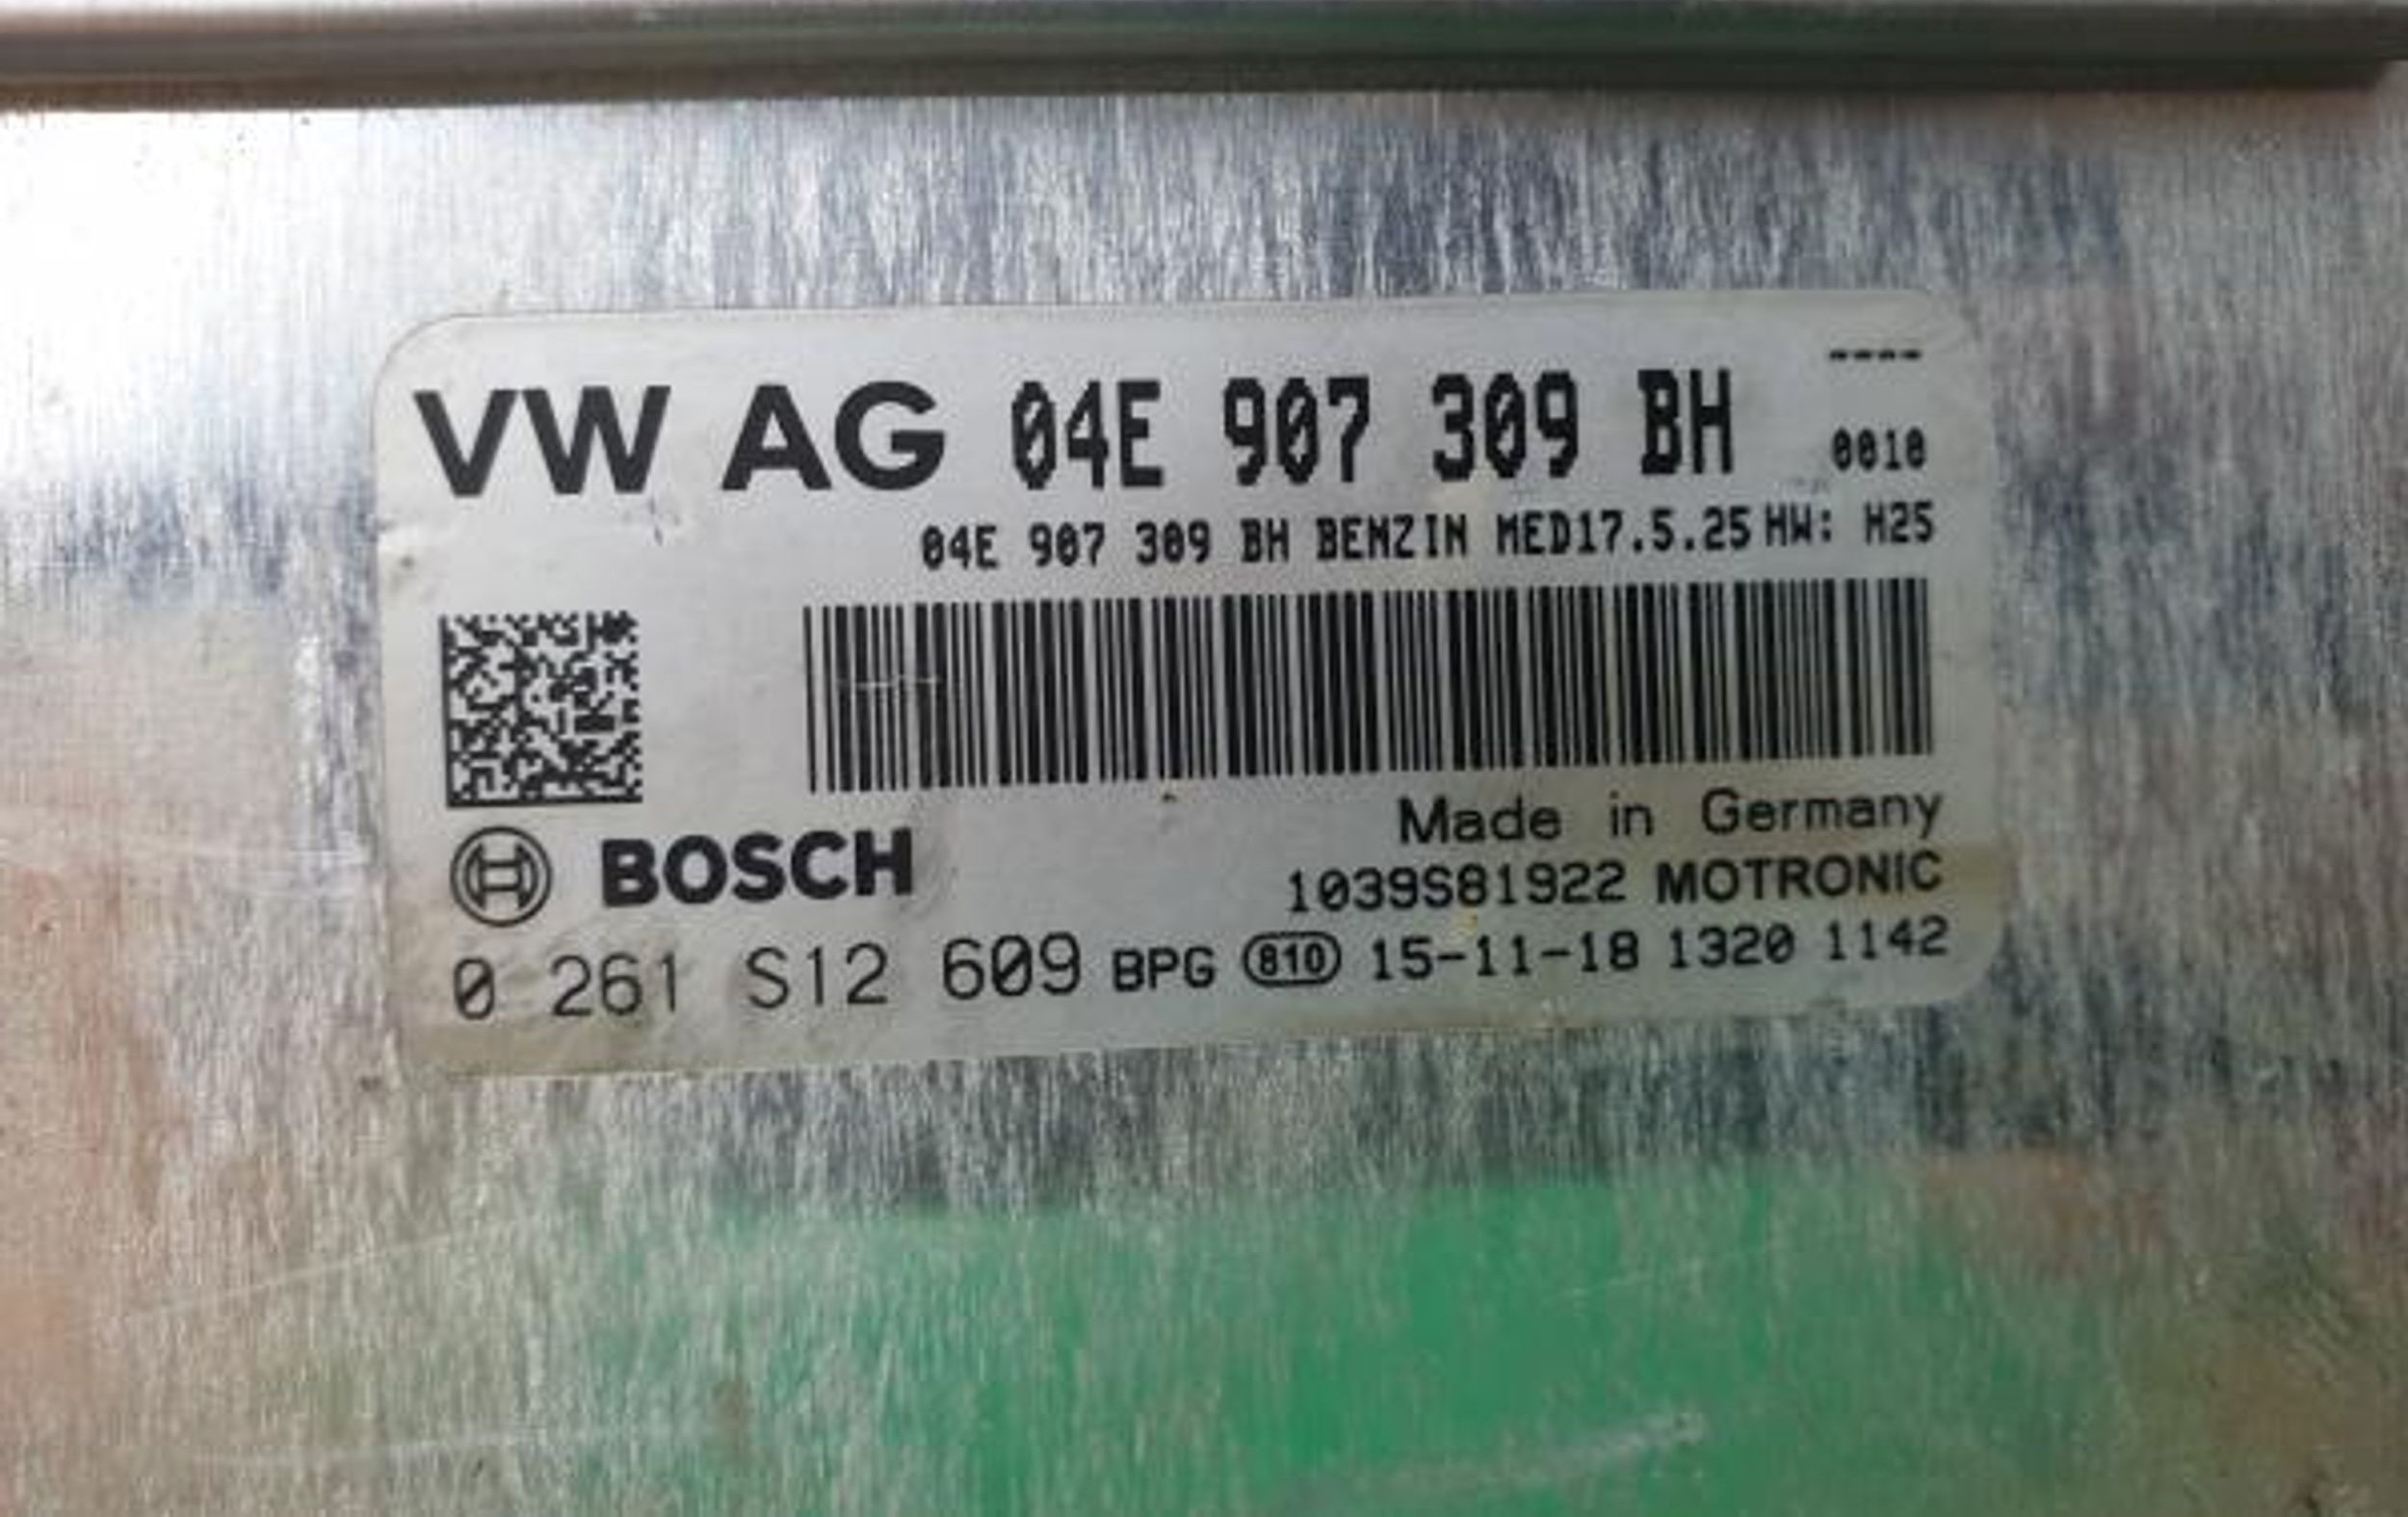 VW AG 04E 907 309 BH ----
0010
04E 907 309 BH BENZIN MED17.5.25 HW: H25
Made in Germany
BOSCH 1039S81922 MOTRONIC
0 261 S12 609 BPG 810 15-11-18 1320 1142